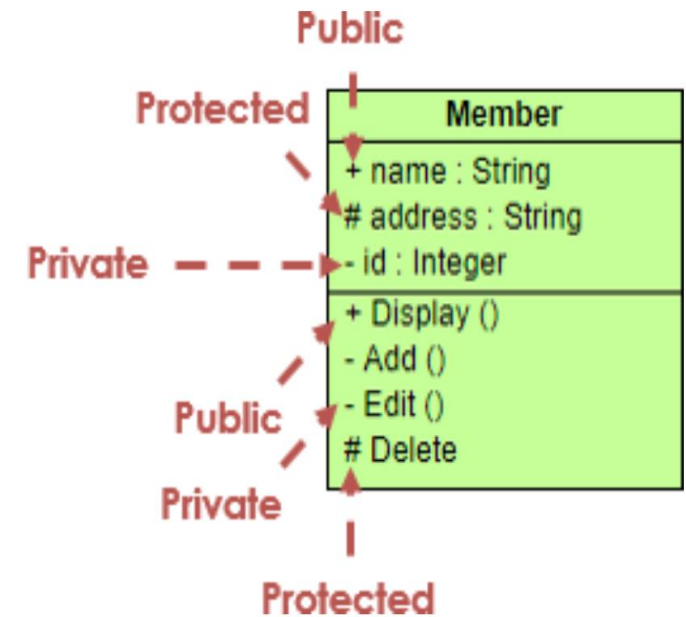 Public
Protected
Member
+ name : String
# address : String
Private
- id : Integer
+ Display ()
- Add ()
Public
- Edit ()
# Delete
Private
Protected